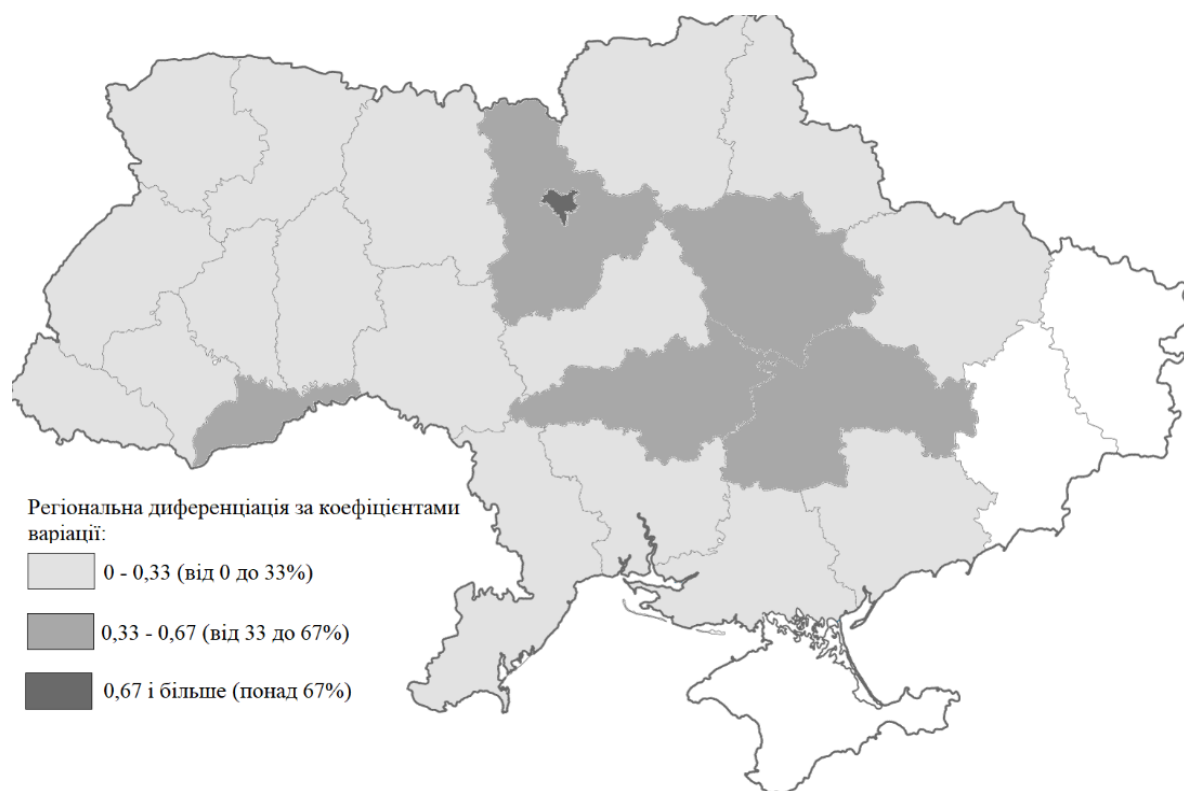 Регіональна диференціація за коефіцієнтами
варіації:
0 - 0,33 (від 0 до 33%)
0,33 - 0,67 (від 33 до 67%)
0,67 і більше (понад 67%)